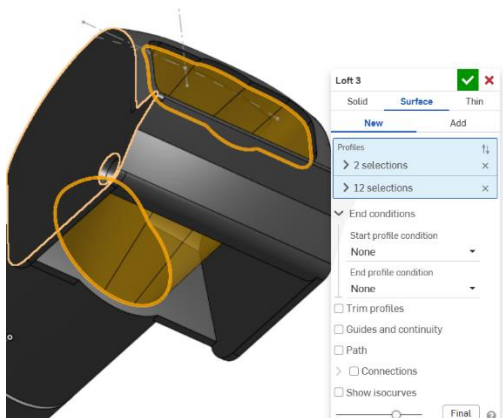 Loft 3
Solid Surface Thin
New Add
Profiles
2 selections
12 selections
End conditions
Start profile condition
None
End profile condition
None
Trim profiles
Guides and continuity
Path
Connections
Show isocurves
Final